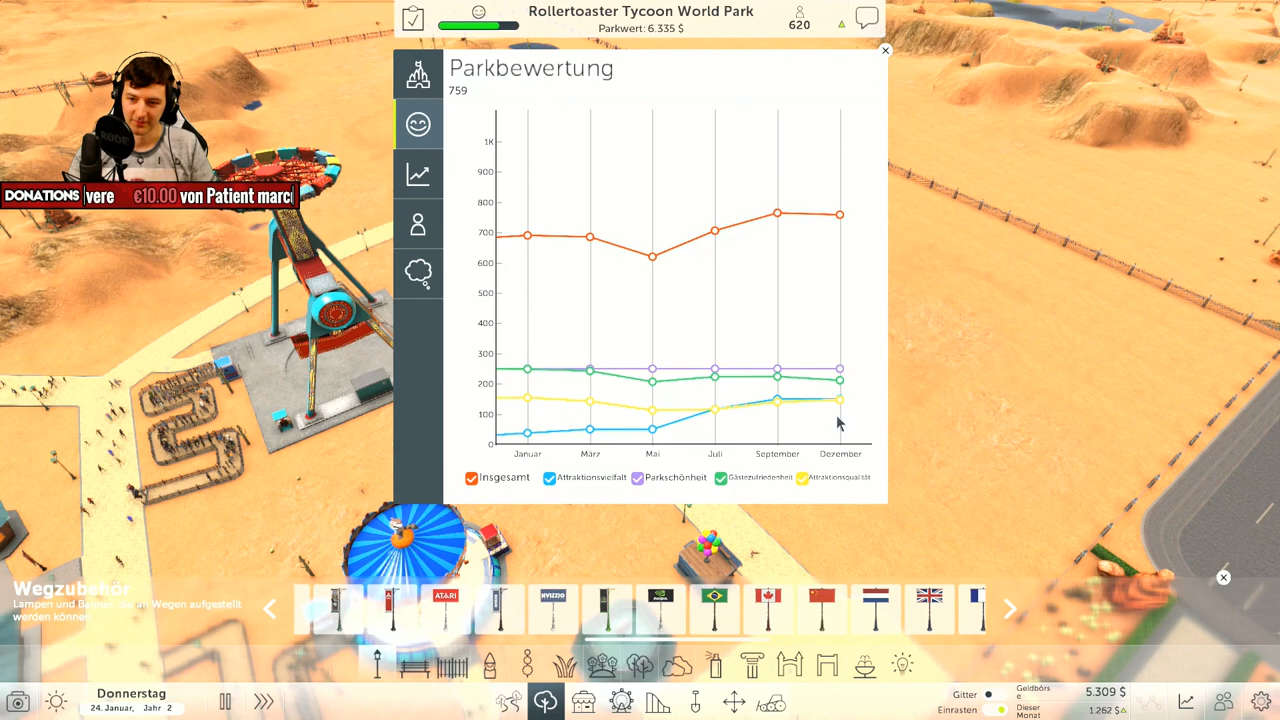 Rollertoaster Tycoon World Park
Parkwert: 6.335 $
620
Parkbewertung
759
1K
900
800
700
600
500
400
300
200
100
0
Januar
März
Mai
Juli
September
Dezember
Insgesamt
Attraktionsvielfalt
Parkschönheit
Gästezufriedenheit
Attraktionsqualität
RODE
DONATIONS
vere €10.00 von Patient marc
Wegzubehör
Lampen und Banner, die an Wegen aufgestellt
werden können
ATARI
NVIZZIO
NVIDIA
Donnerstag
24. Januar, Jahr 2
Gitter
Einrasten
Geldbörs
e
5.309 $
Dieser
Monat
1.262 $